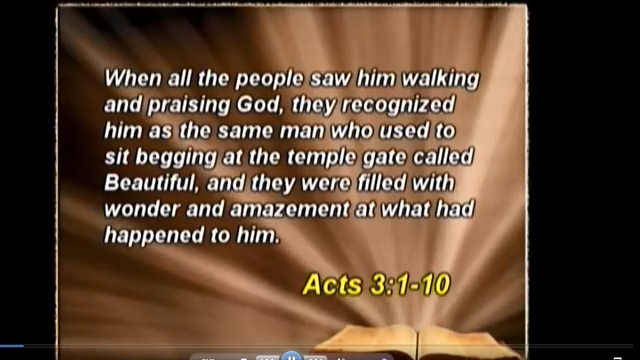 When all the people saw him walking
and praising God, they recognized
him as the same man who used to
sit begging at the temple gate called
Beautiful, and they were filled with
wonder and amazement at what had
happened to him.
Acts 3:1-10